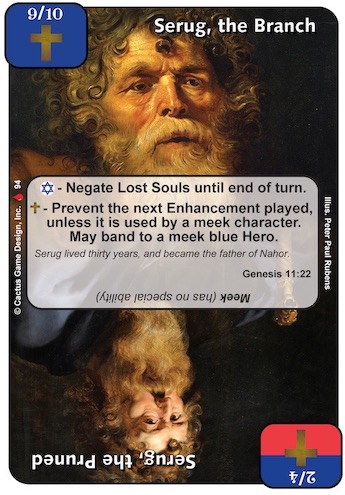 9/10
Serug, the Branch
- Negate Lost Souls until end of turn.
- Prevent the next Enhancement played,
unless it is used by a meek character.
May band to a meek blue Hero.
Serug lived thirty years, and became the father of Nahor.
Genesis 11:22
Meek (has no special ability)
© Cactus Game Design, Inc. 94
Illus. Peter Paul Rubens
Serug, the Pruned
2/4